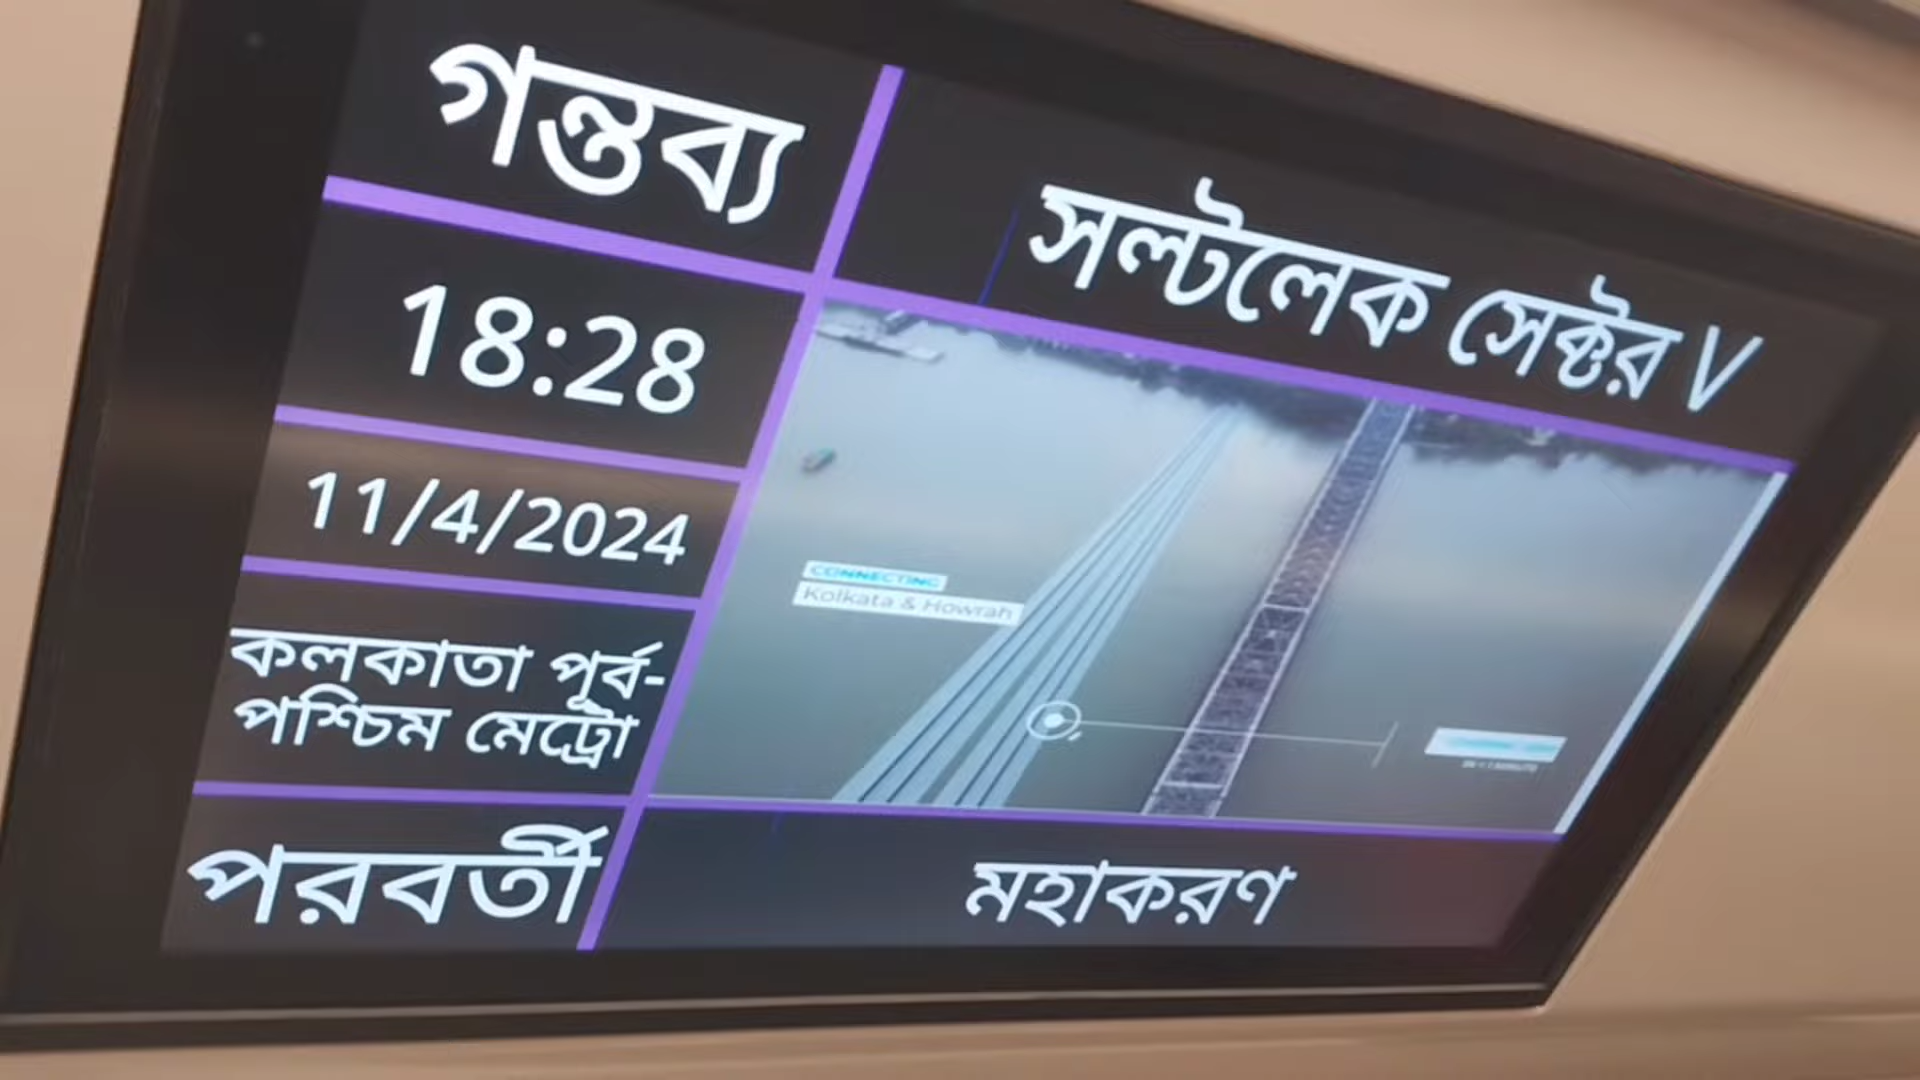 গন্তব্য
সল্টলেক সেক্টর V
18:28
11/4/2024
CONNECTING
Kolkata & Howrah
কলকাতা পূর্ব-
পশ্চিম মেট্রো
পরবর্তী
মহাকরণ